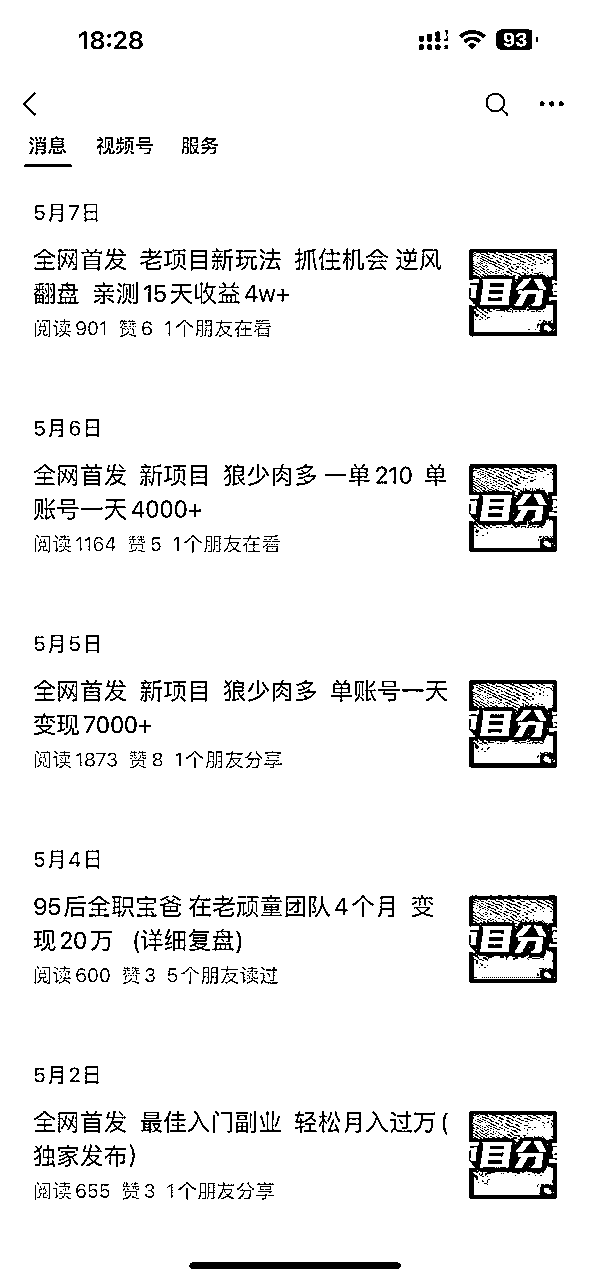 18:28
93
消息 视频号 服务
5月7日
全网首发 老项目新玩法 抓住机会 逆风
翻盘 亲测15天收益4w+
阅读901 赞6 1个朋友在看
项目分享
5月6日
全网首发 新项目 狼少肉多 一单210 单
账号一天4000+
阅读1164 赞5 1个朋友在看
项目分享
5月5日
全网首发 新项目 狼少肉多 单账号一天
变现7000+
阅读1873 赞8 1个朋友分享
项目分享
5月4日
95后全职宝爸 在老顽童团队4个月 变
现20万 (详细复盘)
阅读600 赞3 5个朋友读过
项目分享
5月2日
全网首发 最佳入门副业 轻松月入过万(
独家发布)
阅读655 赞3 1个朋友分享
项目分享